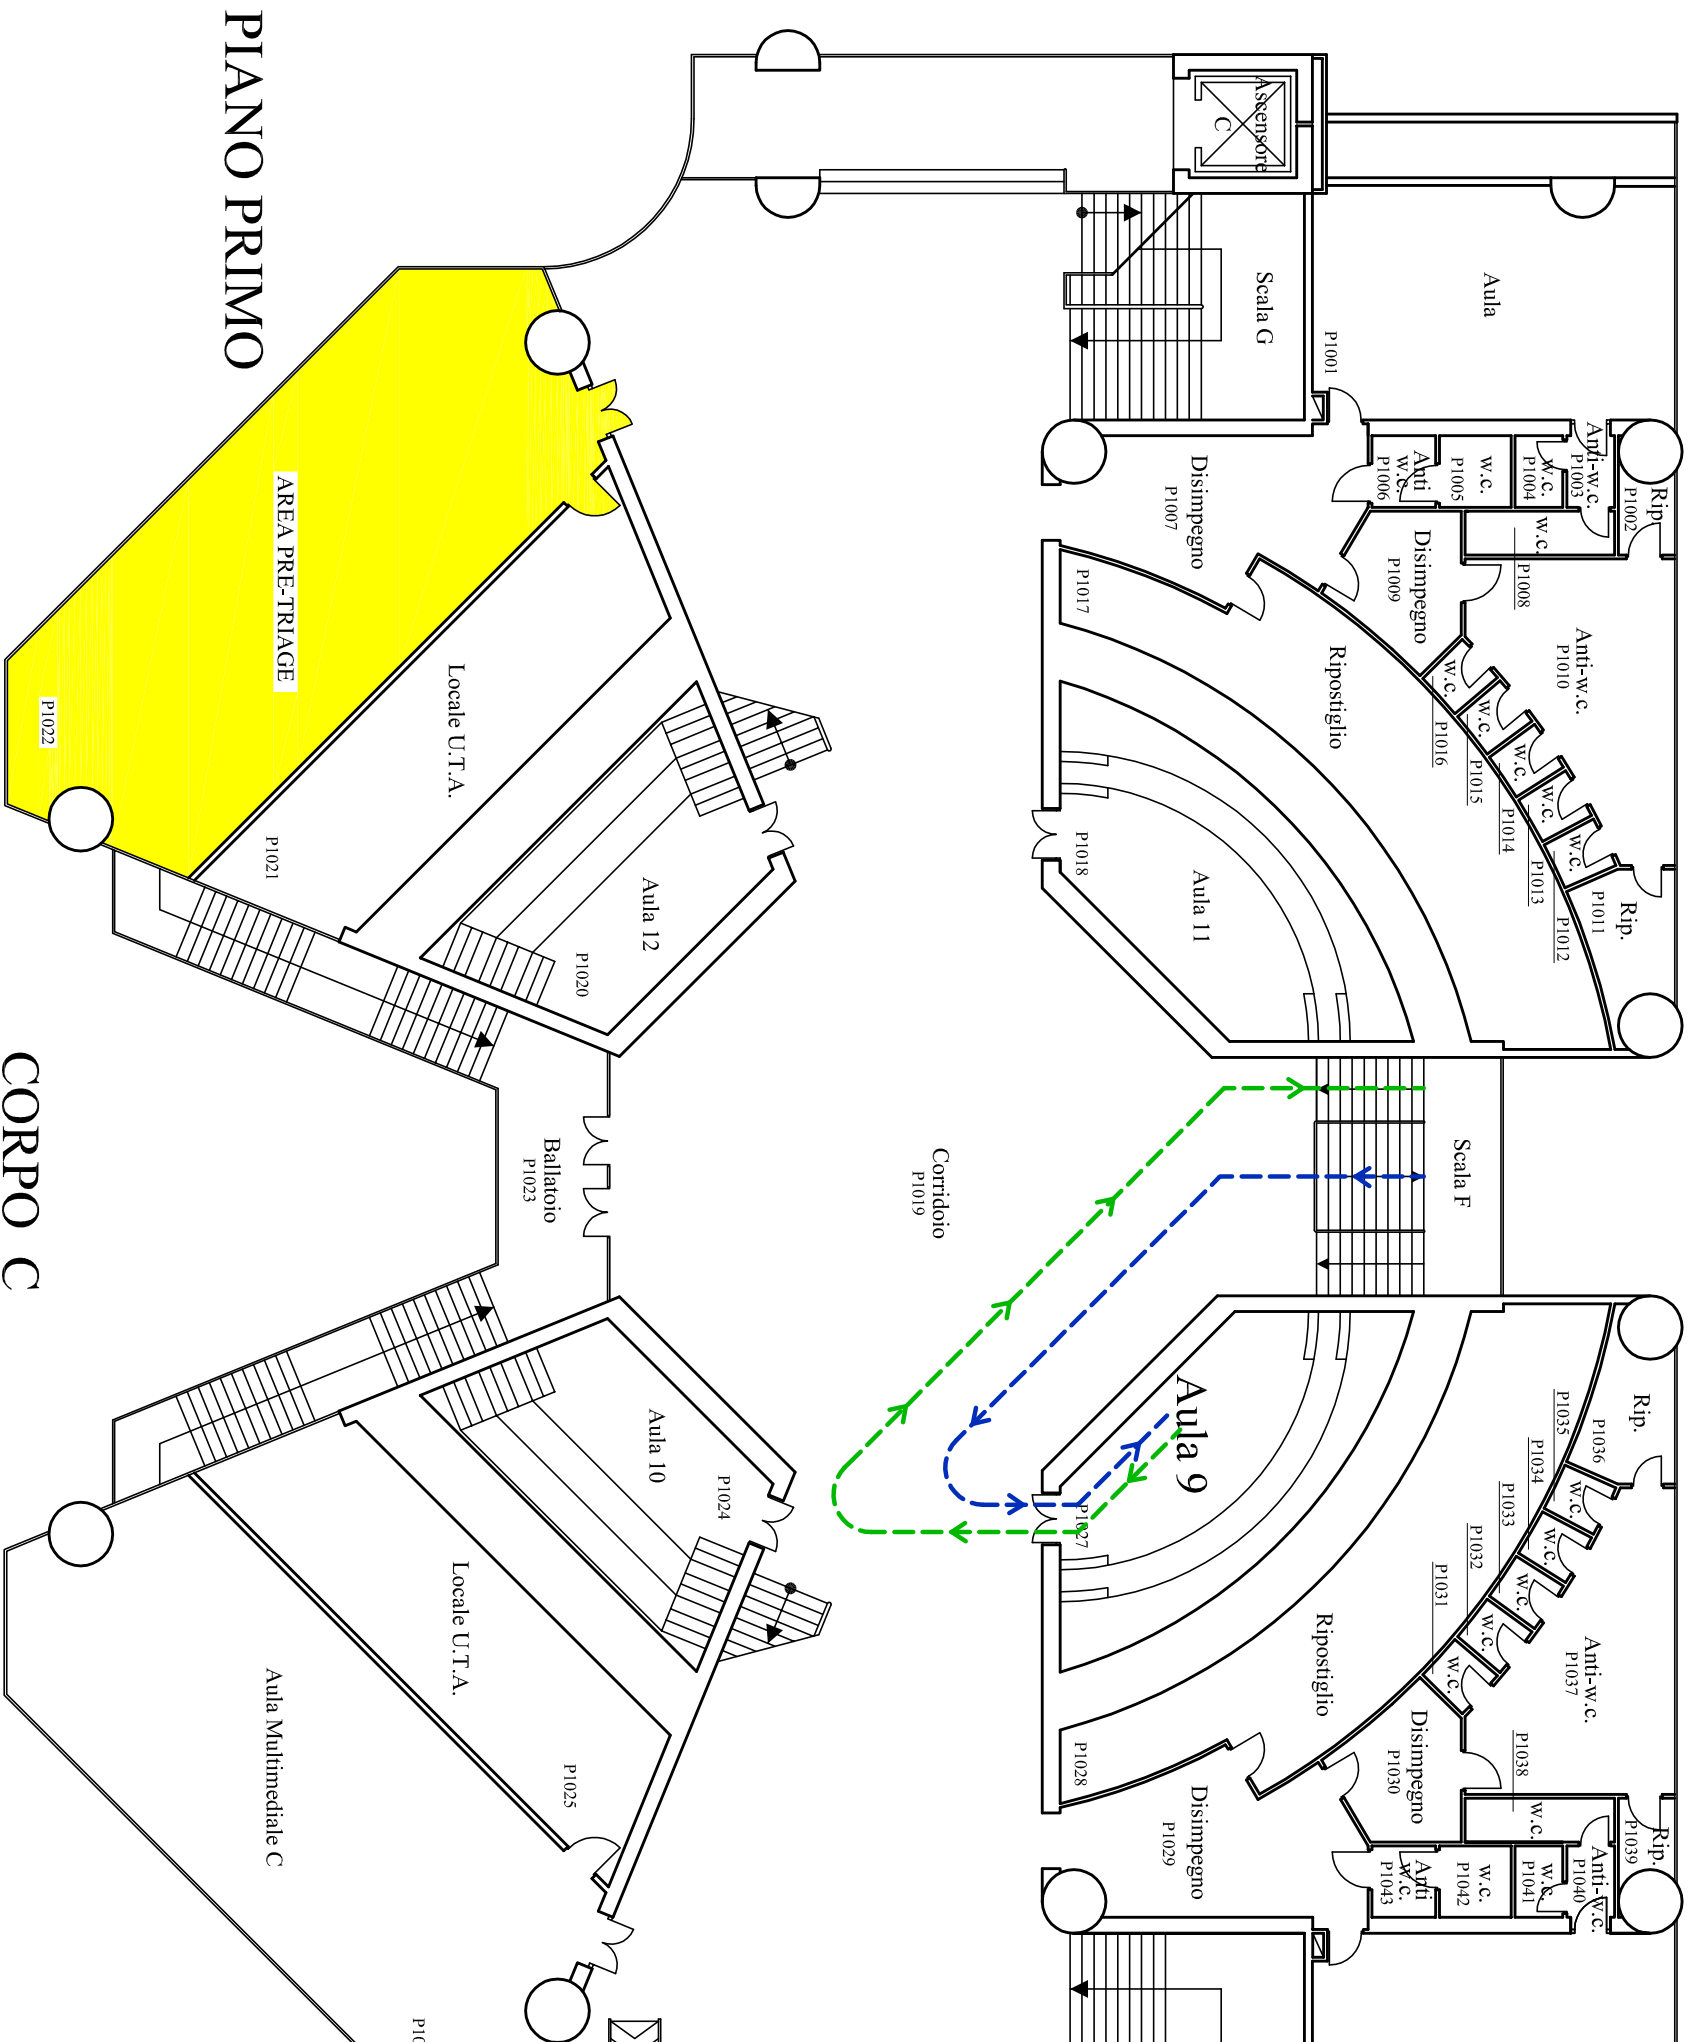 PIANO PRIMO
CORPO C
Ascensore
C
Scala G
Aula
P1001
Rip.
P1002
Anti-w.c.
P1003
w.c.
P1004
w.c.
P1005
Anti
w.c.
P1006
Disimpegno
P1007
w.c.
P1008
Disimpegno
P1009
Anti-w.c.
P1010
Rip.
P1011
w.c.
P1012
w.c.
P1013
w.c.
P1014
w.c.
P1015
w.c.
P1016
Ripostiglio
P1017
P1018
Aula 11
Scala F
Corridoio
P1019
Aula 12
P1020
Locale U.T.A.
P1021
AREA PRE-TRIAGE
P1022
Ballatoio
P1023
Aula 10
P1024
Locale U.T.A.
P1025
Aula Multimediale C
P10
Aula 9
P1027
Ripostiglio
P1028
Disimpegno
P1029
Disimpegno
P1030
w.c.
P1031
w.c.
P1032
w.c.
P1033
w.c.
P1034
w.c.
P1035
Rip.
P1036
Anti-w.c.
P1037
w.c.
P1038
Rip.
P1039
Anti-w.c.
P1040
w.c.
P1041
w.c.
P1042
Anti
w.c.
P1043